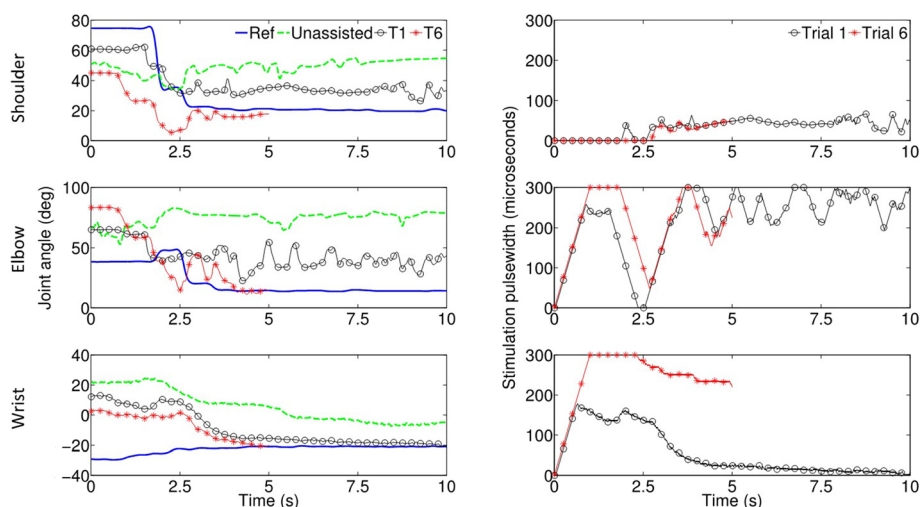 Shoulder
Elbow
Wrist
Joint angle (deg)
80
60
40
20
0
Ref Unassisted T1 T6
0 2.5 5 7.5 10
100
50
0
0 2.5 5 7.5 10
40
20
0
−20
−40
0 2.5 5 7.5 10
Time (s)
Stimulation pulsewidth (microseconds)
300
200
100
0
Trial 1 Trial 6
0 2.5 5 7.5 10
300
200
100
0
0 2.5 5 7.5 10
300
200
100
0
0 2.5 5 7.5 10
Time (s)